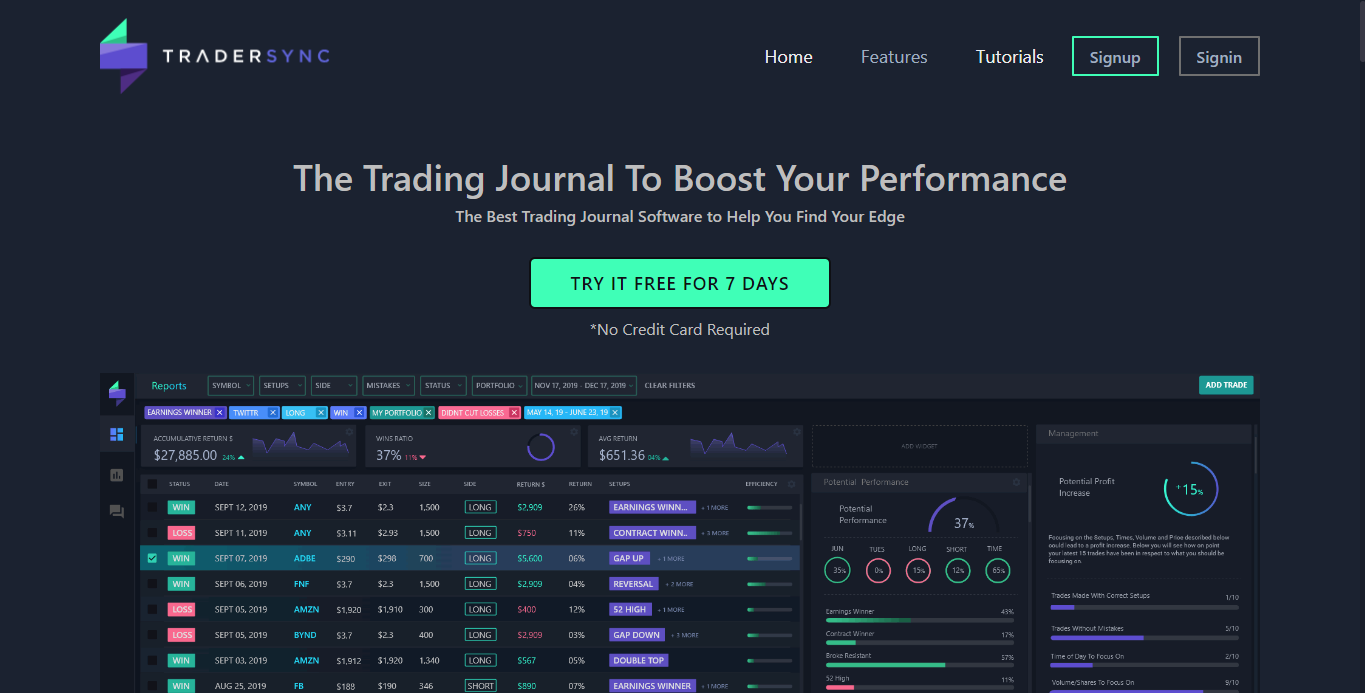 TRADERSYNC
Home Features Tutorials Signup Signin
The Trading Journal To Boost Your Performance
The Best Trading Journal Software to Help You Find Your Edge
TRY IT FREE FOR 7 DAYS
*No Credit Card Required
Reports SYMBOL SETUPS SIDE MISTAKES STATUS PORTFOLIO NOV 17, 2019 - DEC 17, 2019 CLEAR FILTERS ADD TRADE
EARNINGS WINNER X TWITTR X LONG X WIN X MY PORTFOLIO X DIDNT CUT LOSSES X MAY 14, 19 - JUNE 23, 19 X
ACCUMULATIVE RETURN $
$27,885.00 24%
WINS RATIO
37% 11%
AVG RETURN
$651.36 04%
ADD WIDGET
STATUS DATE SYMBOL ENTRY EXIT SIZE SIDE RETURN $ RETURN SETUPS EFFICIENCY
WIN SEPT 12, 2019 ANY $3.7 $2.3 1,500 LONG $2,909 26% EARNINGS WINN... + 1 MORE
LOSS SEPT 11, 2019 ANY $3.11 $2.93 1,500 LONG $750 11% CONTRACT WINN.. + 3 MORE
WIN SEPT 07, 2019 ADBE $290 $298 700 LONG $5,600 06% GAP UP + 1 MORE
WIN SEPT 06, 2019 FNF $3.7 $2.3 1,500 LONG $2,909 04% REVERSAL + 2 MORE
LOSS SEPT 05, 2019 AMZN $1,920 $1,910 300 LONG $400 12% 52 HIGH + 1 MORE
LOSS SEPT 05, 2019 BYND $3.7 $2.3 400 LONG $2,909 03% GAP DOWN + 3 MORE
WIN SEPT 03, 2019 AMZN $1,912 $1,920 1,340 LONG $567 05% DOUBLE TOP
WIN AUG 25, 2019 FB $188 $190 346 SHORT $890 07% EARNINGS WINNER + 1 MORE
Potential Performance
Potential
Performance
37%
JUN TUES LONG SHORT TIME
35% 0% 15% 12% 65%
Earnings Winner 43%
Contract Winner 17%
Broke Resistant 57%
52 High 11%
Management
Potential Profit
Increase
+15%
Focusing on the Setups, Times, Volume and Price described below
could lead to a profit increase. Below you will see how on point
your latest 15 trades have been in respect to what you should be
focusing on.
Trades Made With Correct Setups 1/10
Trades Without Mistakes 5/10
Time of Day To Focus On 2/10
Volume/Shares To Focus On 9/10